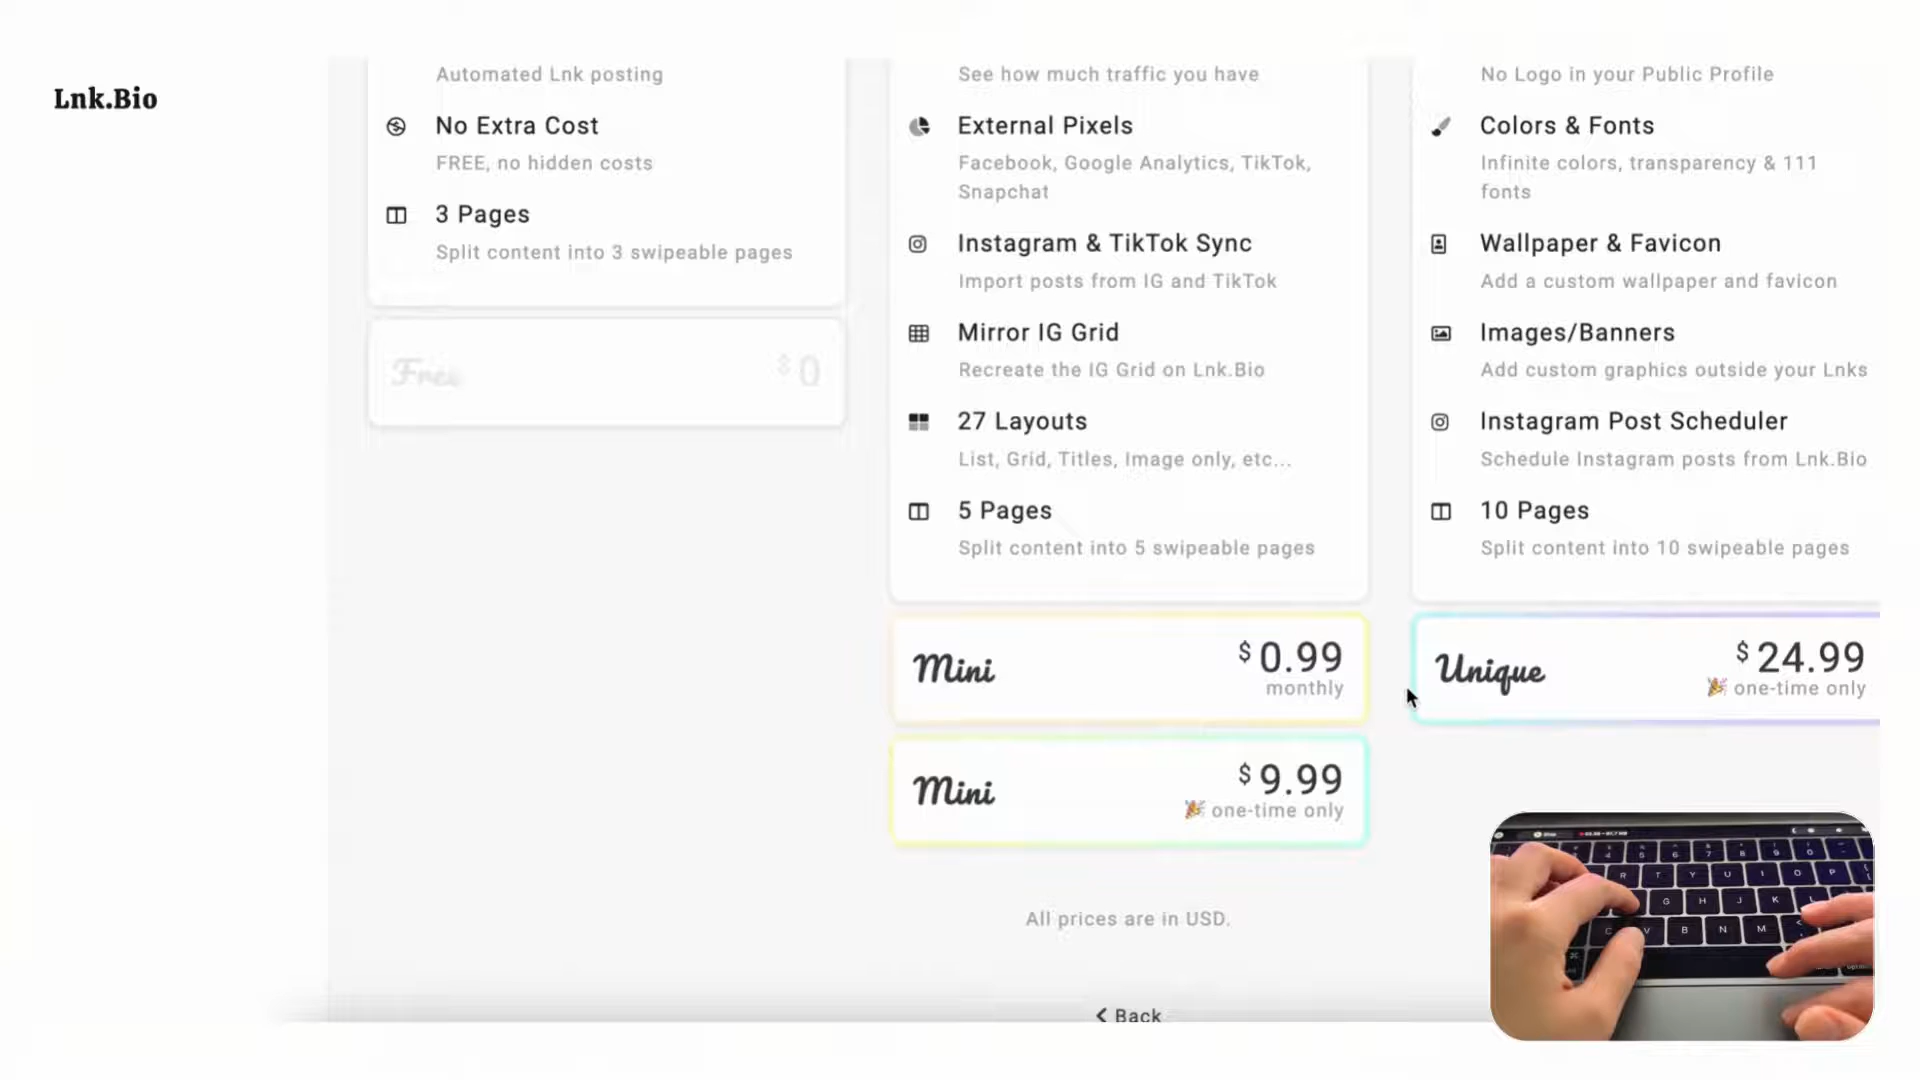 Lnk.Bio
Automated Lnk posting
No Extra Cost
FREE, no hidden costs
3 Pages
Split content into 3 swipeable pages
Free
$0
See how much traffic you have
External Pixels
Facebook, Google Analytics, TikTok,
Snapchat
Instagram & TikTok Sync
Import posts from IG and TikTok
Mirror IG Grid
Recreate the IG Grid on Lnk.Bio
27 Layouts
List, Grid, Titles, Image only, etc...
5 Pages
Split content into 5 swipeable pages
Mini
$0.99
monthly
Mini
$9.99
🎉 one-time only
No Logo in your Public Profile
Colors & Fonts
Infinite colors, transparency & 111
fonts
Wallpaper & Favicon
Add a custom wallpaper and favicon
Images/Banners
Add custom graphics outside your Lnks
Instagram Post Scheduler
Schedule Instagram posts from Lnk.Bio
10 Pages
Split content into 10 swipeable pages
Unique
$24.99
🎉 one-time only
All prices are in USD.
Back